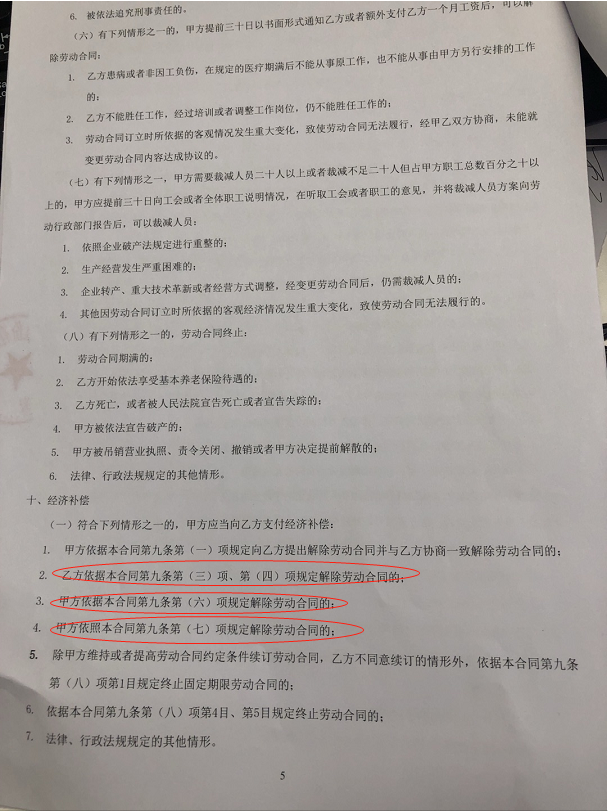 6. 被依法追究刑事责任的。
（六）有下列情形之一的，甲方提前三十日以书面形式通知乙方或者额外支付乙方一个月工资后，可以解
除劳动合同：
1. 乙方患病或者非因工负伤，在规定的医疗期满后不能从事原工作，也不能从事由甲方另行安排的工作
的；
2. 乙方不能胜任工作，经过培训或者调整工作岗位，仍不能胜任工作的；
3. 劳动合同订立时所依据的客观情况发生重大变化，致使劳动合同无法履行，经甲乙双方协商，未能就
变更劳动合同内容达成协议的。
（七）有下列情形之一，甲方需要裁减人员二十人以上或者裁减不足二十人但占甲方职工总数百分之十以
上的，甲方应提前三十日向工会或者全体职工说明情况，在听取工会或者职工的意见，并将裁减人员方案向劳
动行政部门报告后，可以裁减人员：
1. 依照企业破产法规定进行重整的；
2. 生产经营发生严重困难的；
3. 企业转产、重大技术革新或者经营方式调整，经变更劳动合同后，仍需裁减人员的；
4. 其他因劳动合同订立时所依据的客观经济情况发生重大变化，致使劳动合同无法履行的。
（八）有下列情形之一的，劳动合同终止：
1. 劳动合同期满的；
2. 乙方开始依法享受基本养老保险待遇的；
3. 乙方死亡，或者被人民法院宣告死亡或者宣告失踪的；
4. 甲方被依法宣告破产的；
5. 甲方被吊销营业执照、责令关闭、撤销或者甲方决定提前解散的；
6. 法律、行政法规规定的其他情形。
十、经济补偿
（一）符合下列情形之一的，甲方应当向乙方支付经济补偿：
1. 甲方依据本合同第九条第（一）项规定向乙方提出解除劳动合同并与乙方协商一致解除劳动合同的；
2. 乙方依据本合同第九条第（三）项、第（四）项规定解除劳动合同的；
3. 甲方依据本合同第九条第（六）项规定解除劳动合同的；
4. 甲方依照本合同第九条第（七）项规定解除劳动合同的；
5. 除甲方维持或者提高劳动合同约定条件续订劳动合同，乙方不同意续订的情形外，依据本合同第九条
第（八）项第1目规定终止固定期限劳动合同的；
6. 依据本合同第九条第（八）项第4目、第5目规定终止劳动合同的；
7. 法律、行政法规规定的其他情形。
5